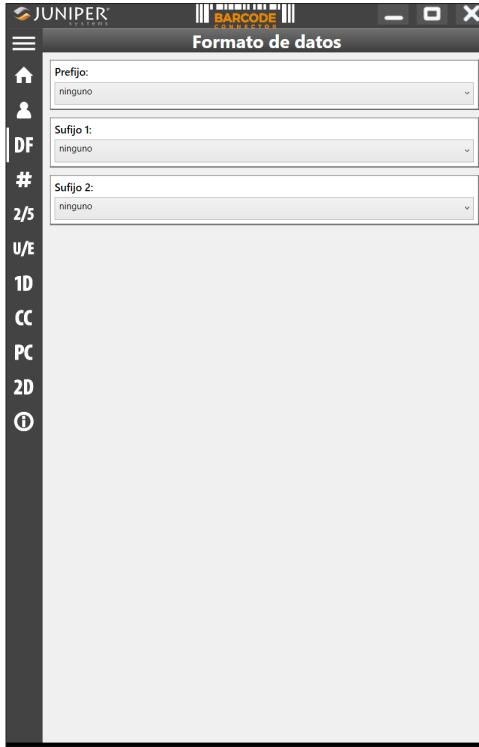 JUNIPER
systems
BARCODE
CONNECTOR
Formato de datos
Prefijo:
ninguno
Sufijo 1:
ninguno
Sufijo 2:
ninguno
DF
#
2/5
U/E
1D
CC
PC
2D